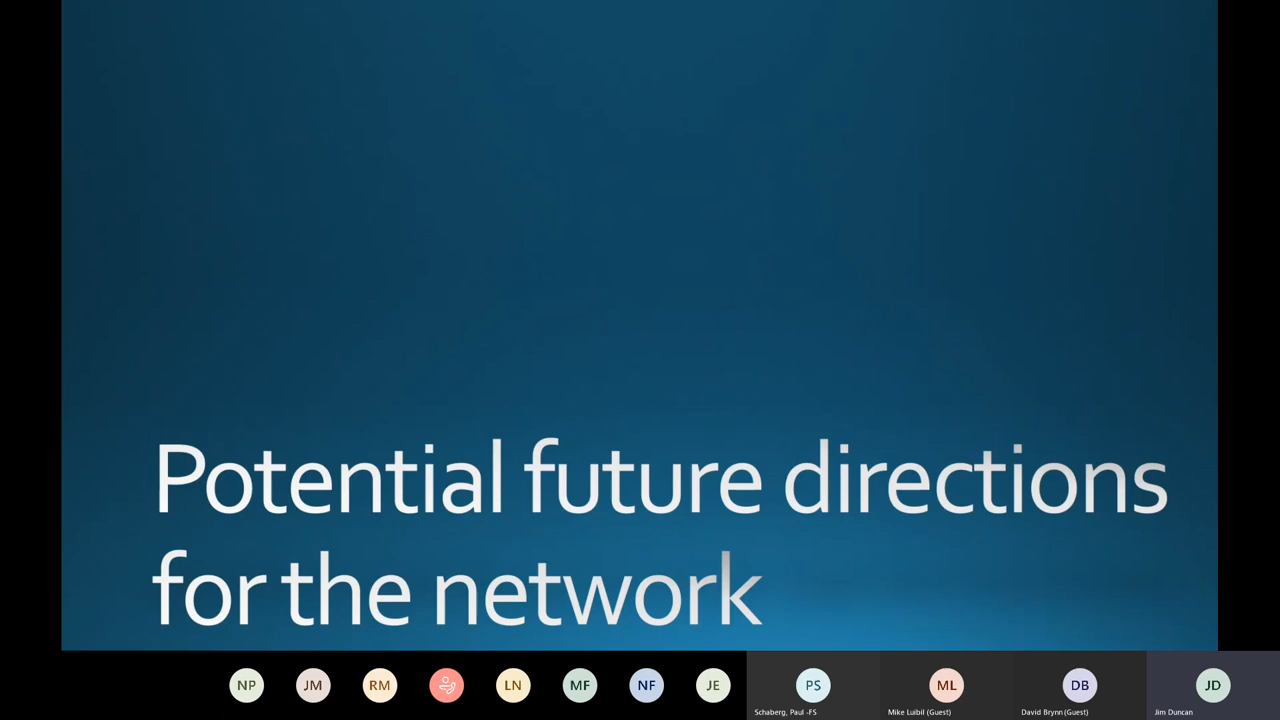 Potential future directions
for the network
NP JM RM LN MF NF JE PS ML DB JD
Schaberg, Paul -FS Mike Luibil (Guest) David Brynn (Guest) Jim Duncan